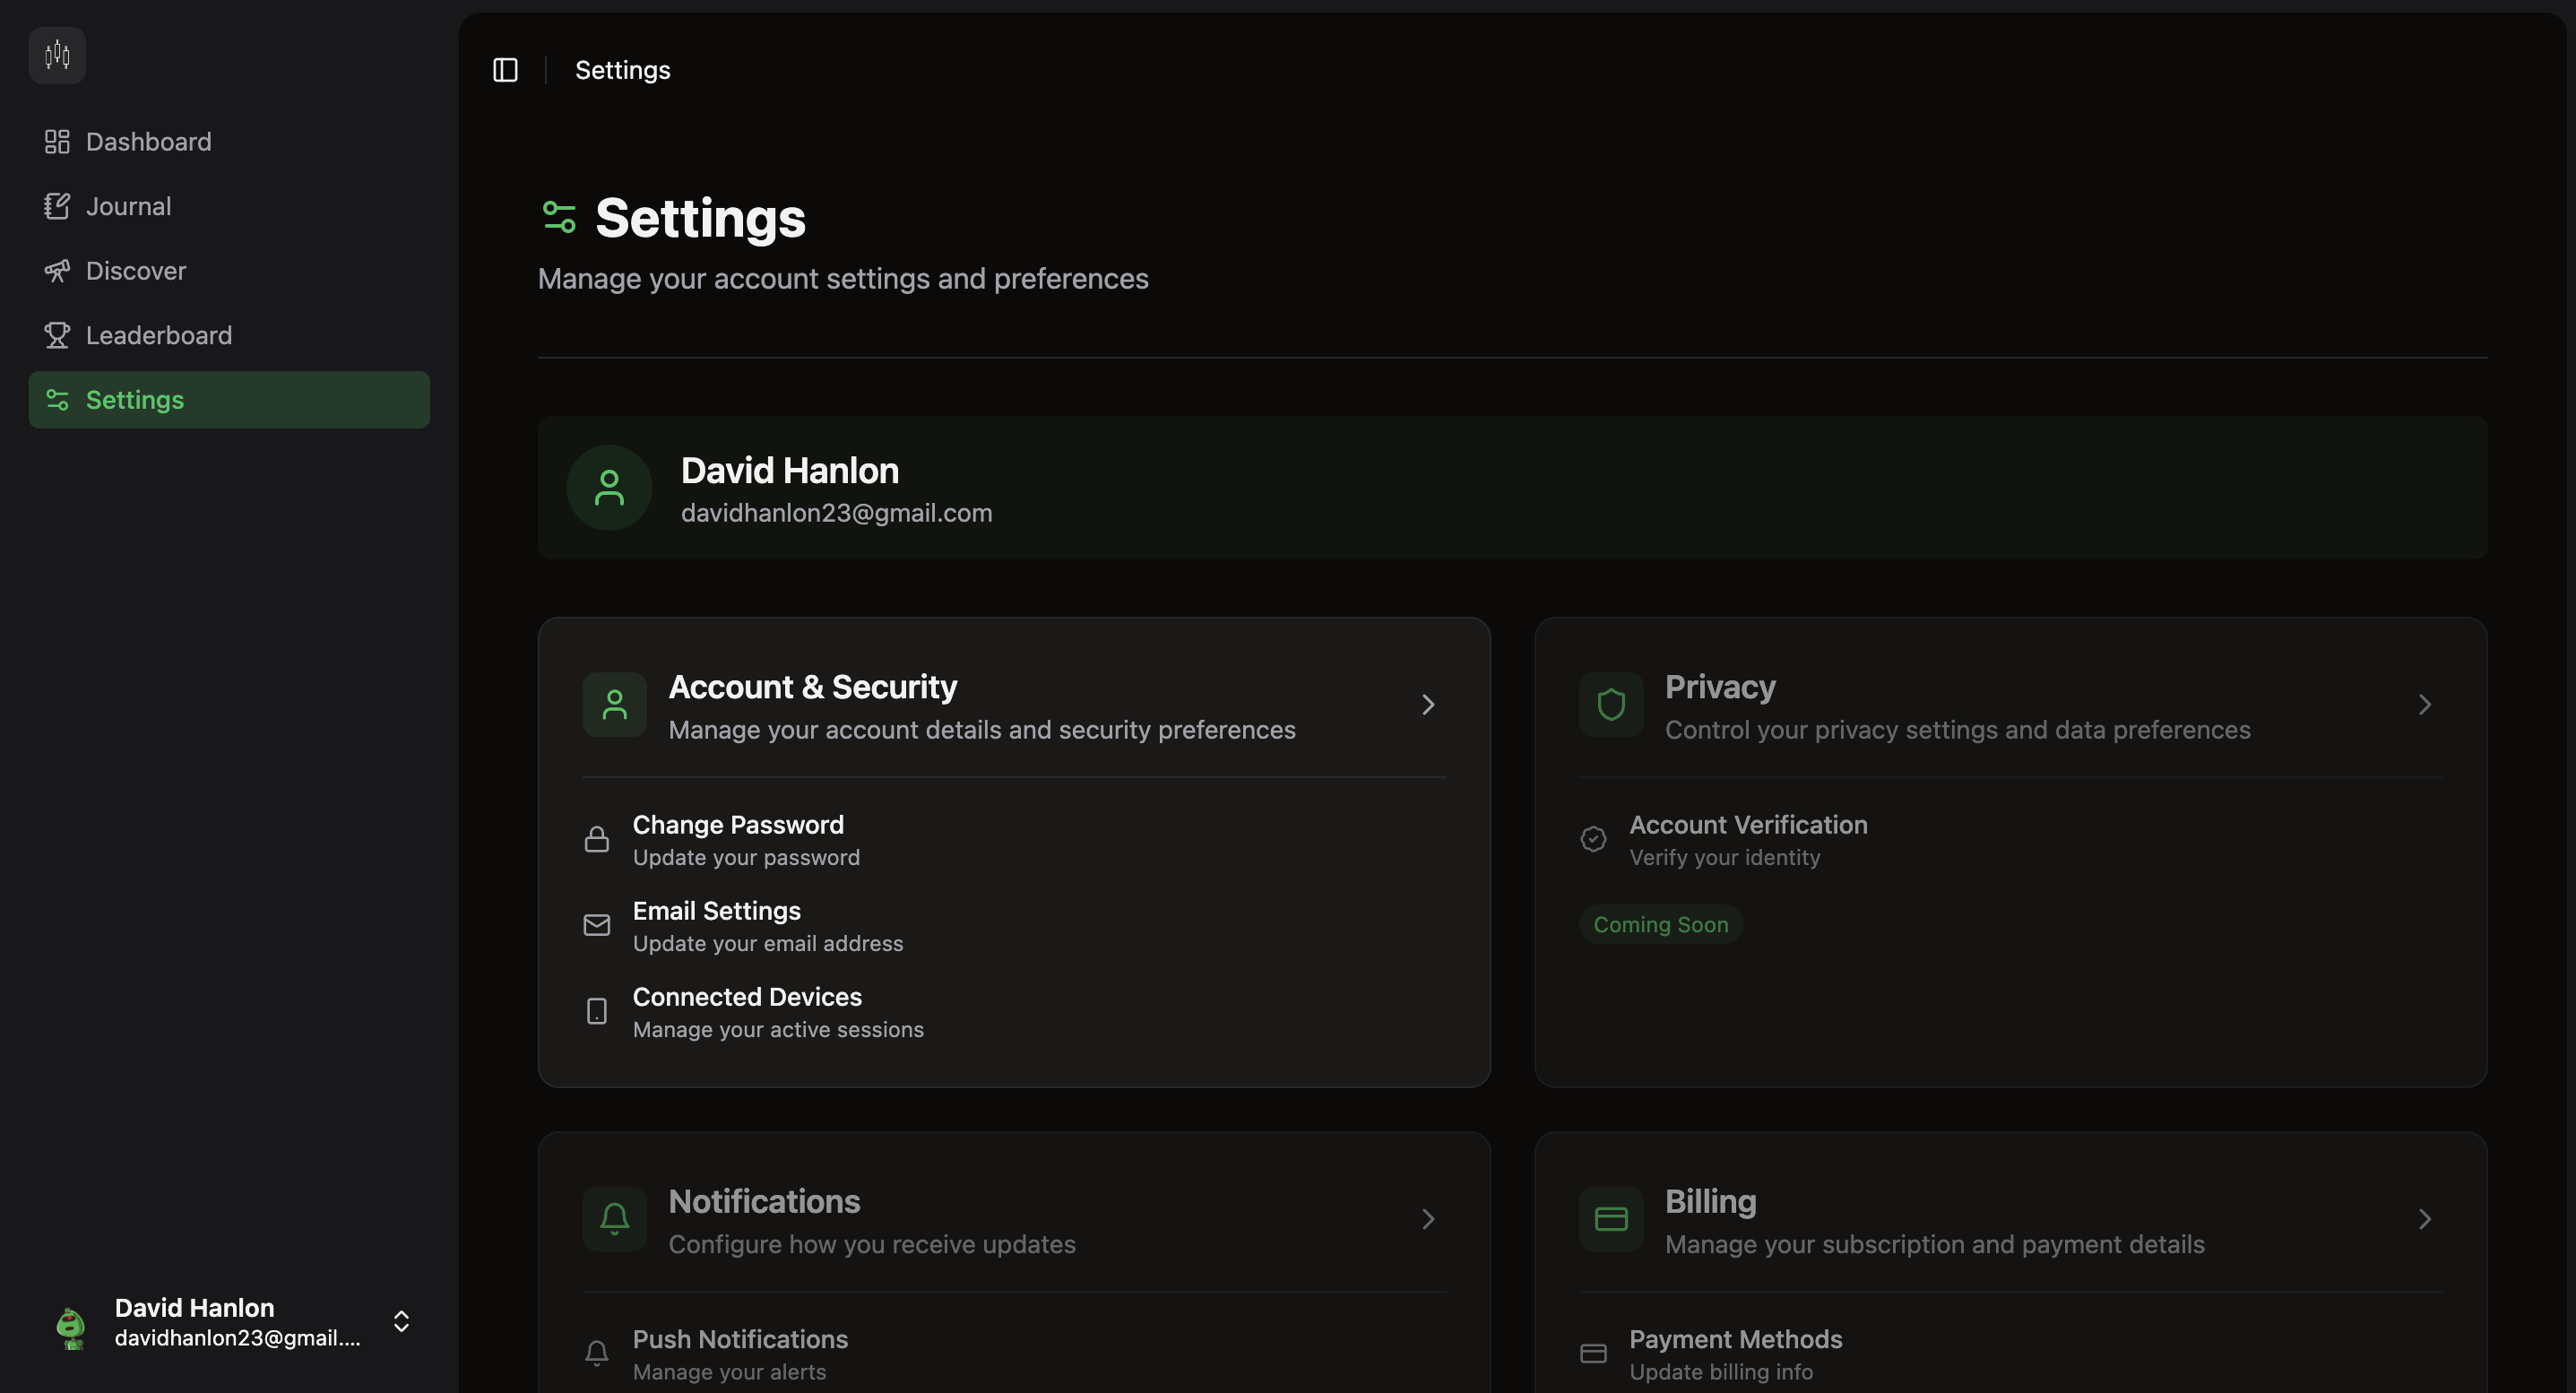 Dashboard
Journal
Discover
Leaderboard
Settings
David Hanlon
davidhanlon23@gmail....
Settings
Settings
Manage your account settings and preferences
David Hanlon
davidhanlon23@gmail.com
Account & Security
Manage your account details and security preferences
Change Password
Update your password
Email Settings
Update your email address
Connected Devices
Manage your active sessions
Privacy
Control your privacy settings and data preferences
Account Verification
Verify your identity
Coming Soon
Notifications
Configure how you receive updates
Push Notifications
Manage your alerts
Billing
Manage your subscription and payment details
Payment Methods
Update billing info